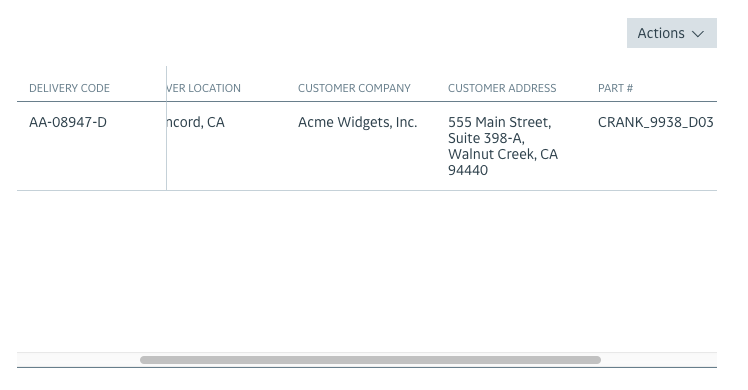 Actions
DELIVERY CODE VER LOCATION CUSTOMER COMPANY CUSTOMER ADDRESS PART #
AA-08947-D ncord, CA Acme Widgets, Inc. 555 Main Street, CRANK_9938_D03
Suite 398-A,
Walnut Creek, CA
94440